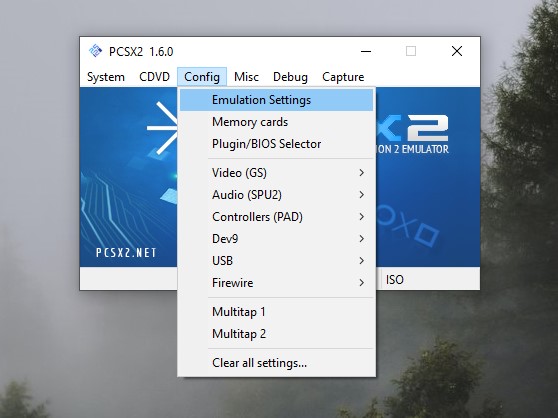 PCSX2 1.6.0
System CDVD Config Misc Debug Capture
Emulation Settings
Memory cards
Plugin/BIOS Selector
Video (GS)
Audio (SPU2)
Controllers (PAD)
Dev9
USB
Firewire
Multitap 1
Multitap 2
Clear all settings...
X2
ION 2 EMULATOR
PCSX2.NET
ISO